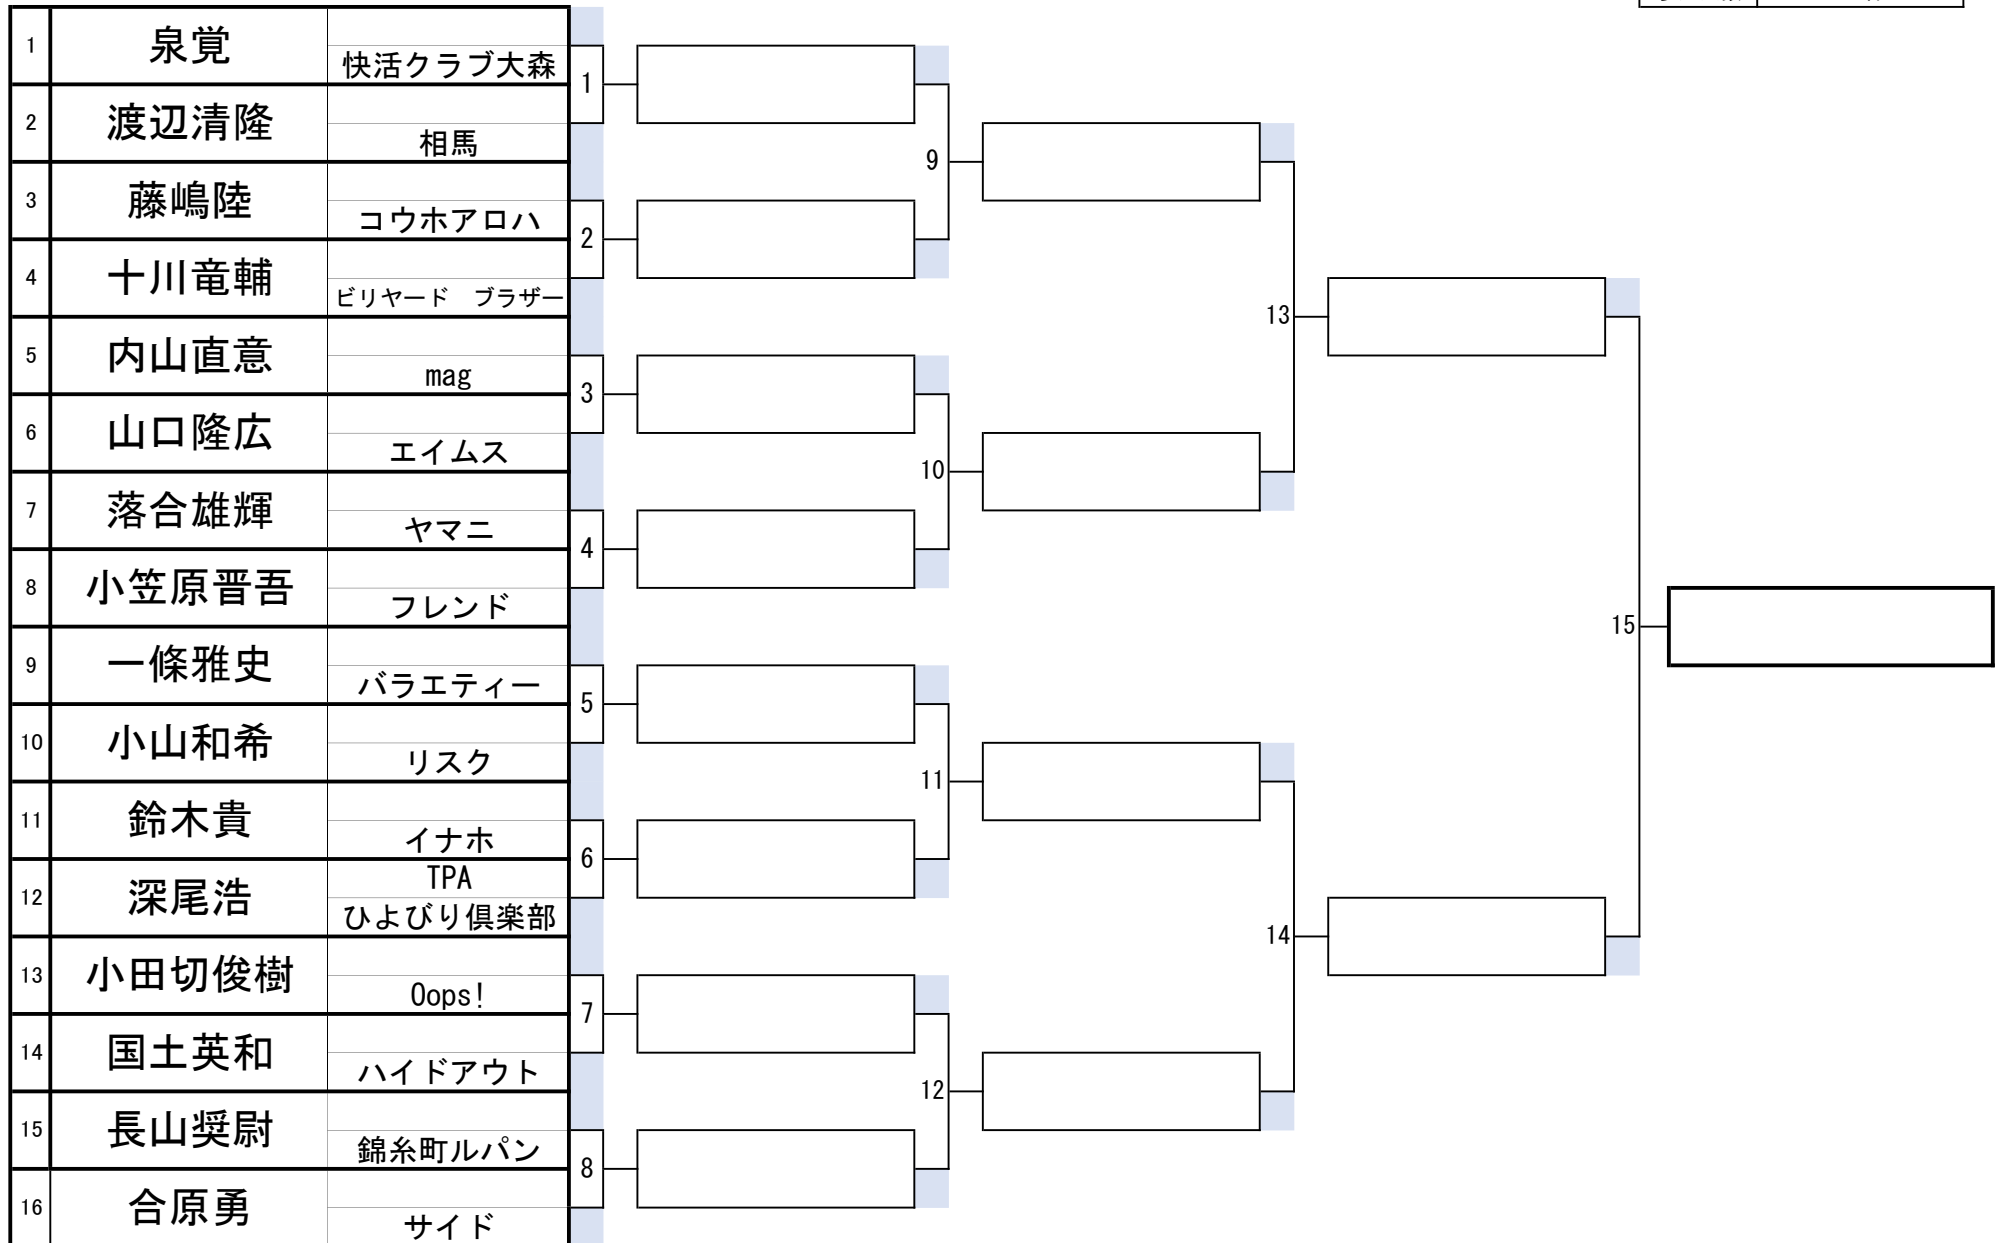 1 泉覚 快活クラブ大森
2 渡辺清隆 相馬
3 藤嶋陸 コウホアロハ
4 十川竜輔 ビリヤード　ブラザー
5 内山直意 mag
6 山口隆広 エイムス
7 落合雄輝 ヤマニ
8 小笠原晋吾 フレンド
9 一條雅史 バラエティー
10 小山和希 リスク
11 鈴木貴 イナホ
12 深尾浩 TPA
ひよびり倶楽部
13 小田切俊樹 Oops!
14 国土英和 ハイドアウト
15 長山奨尉 錦糸町ルパン
16 合原勇 サイド
1
2
3
4
5
6
7
8
9
10
11
12
13
14
15